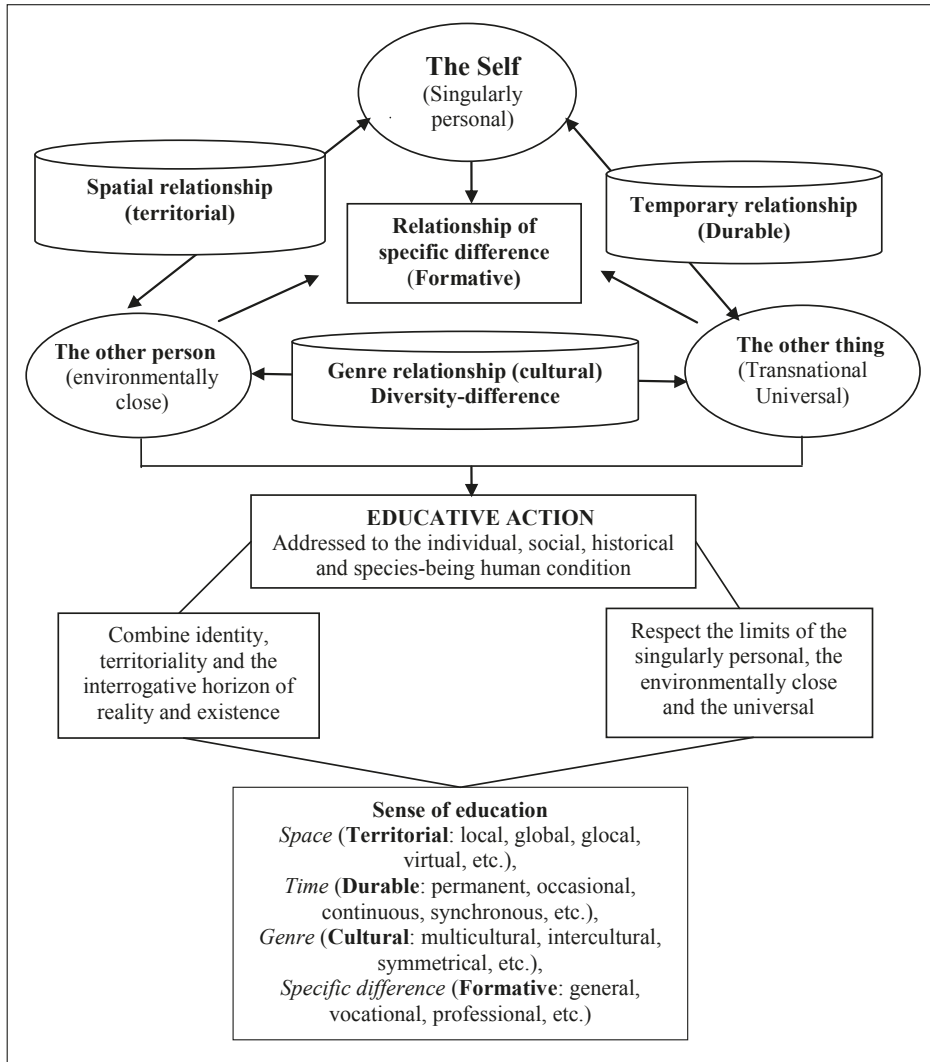 The Self
(Singularly
personal)
Spatial relationship
(territorial)
Temporary relationship
(Durable)
Relationship of
specific difference
(Formative)
The other person
(environmentally
close)
Genre relationship (cultural)
Diversity-difference
The other thing
(Transnational
Universal)
EDUCATIVE ACTION
Addressed to the individual, social, historical
and species-being human condition
Combine identity,
territoriality and the
interrogative horizon of
reality and existence
Respect the limits of the
singularly personal, the
environmentally close
and the universal
Sense of education
Space (Territorial: local, global, glocal,
virtual, etc.),
Time (Durable: permanent, occasional,
continuous, synchronous, etc.),
Genre (Cultural: multicultural, intercultural,
symmetrical, etc.),
Specific difference (Formative: general,
vocational, professional, etc.)